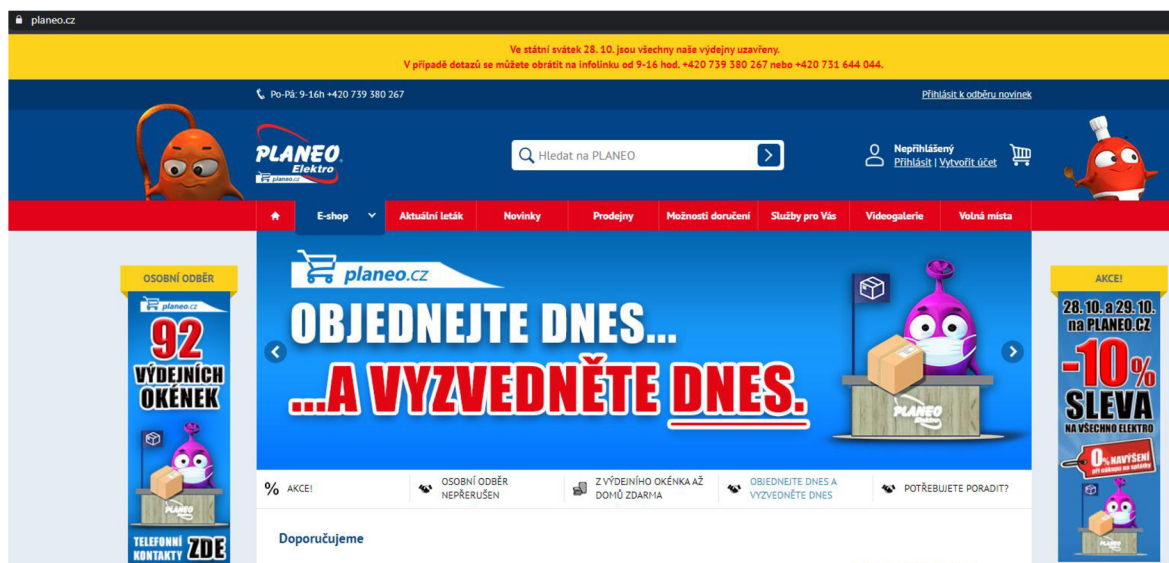 planeo.cz
Ve státní svátek 28. 10. jsou všechny naše výdejny uzavřeny.
V případě dotazů se můžete obrátit na infolinku od 9-16 hod. +420 739 380 267 nebo +420 731 644 044.
Po-Pá: 9-16h +420 739 380 267
Přihlásit k odběru novinek
PLANEO
Elektro
planeo.cz
Hledat na PLANEO
Nepřihlášený
Přihlásit | Vytvořit účet
E-shop
Aktuální leták
Novinky
Prodejny
Možnosti doručení
Služby pro Vás
Videogalerie
Volná místa
OSOBNÍ ODBĚR
planeo.cz
92
VÝDEJNÍCH
OKÉNEK
PLANEO
TELEFONNÍ
KONTAKTY ZDE
planeo.cz
OBJEDNEJTE DNES...
...A VYZVEDNĚTE DNES.
PLANEO
Elektro
AKCE!
28. 10. a 29. 10.
na PLANEO.CZ
-10%
SLEVA
NA VŠECHNO ELEKTRO
0% NAVÝŠENÍ
při nákupu na splátky
PLANEO
% AKCE!
OSOBNÍ ODBĚR
NEPŘERUŠEN
Z VÝDEJNÍHO OKÉNKA AŽ
DOMŮ ZDARMA
OBJEDNEJTE DNES A
VYZVEDNĚTE DNES
POTŘEBUJETE PORADIT?
Doporučujeme